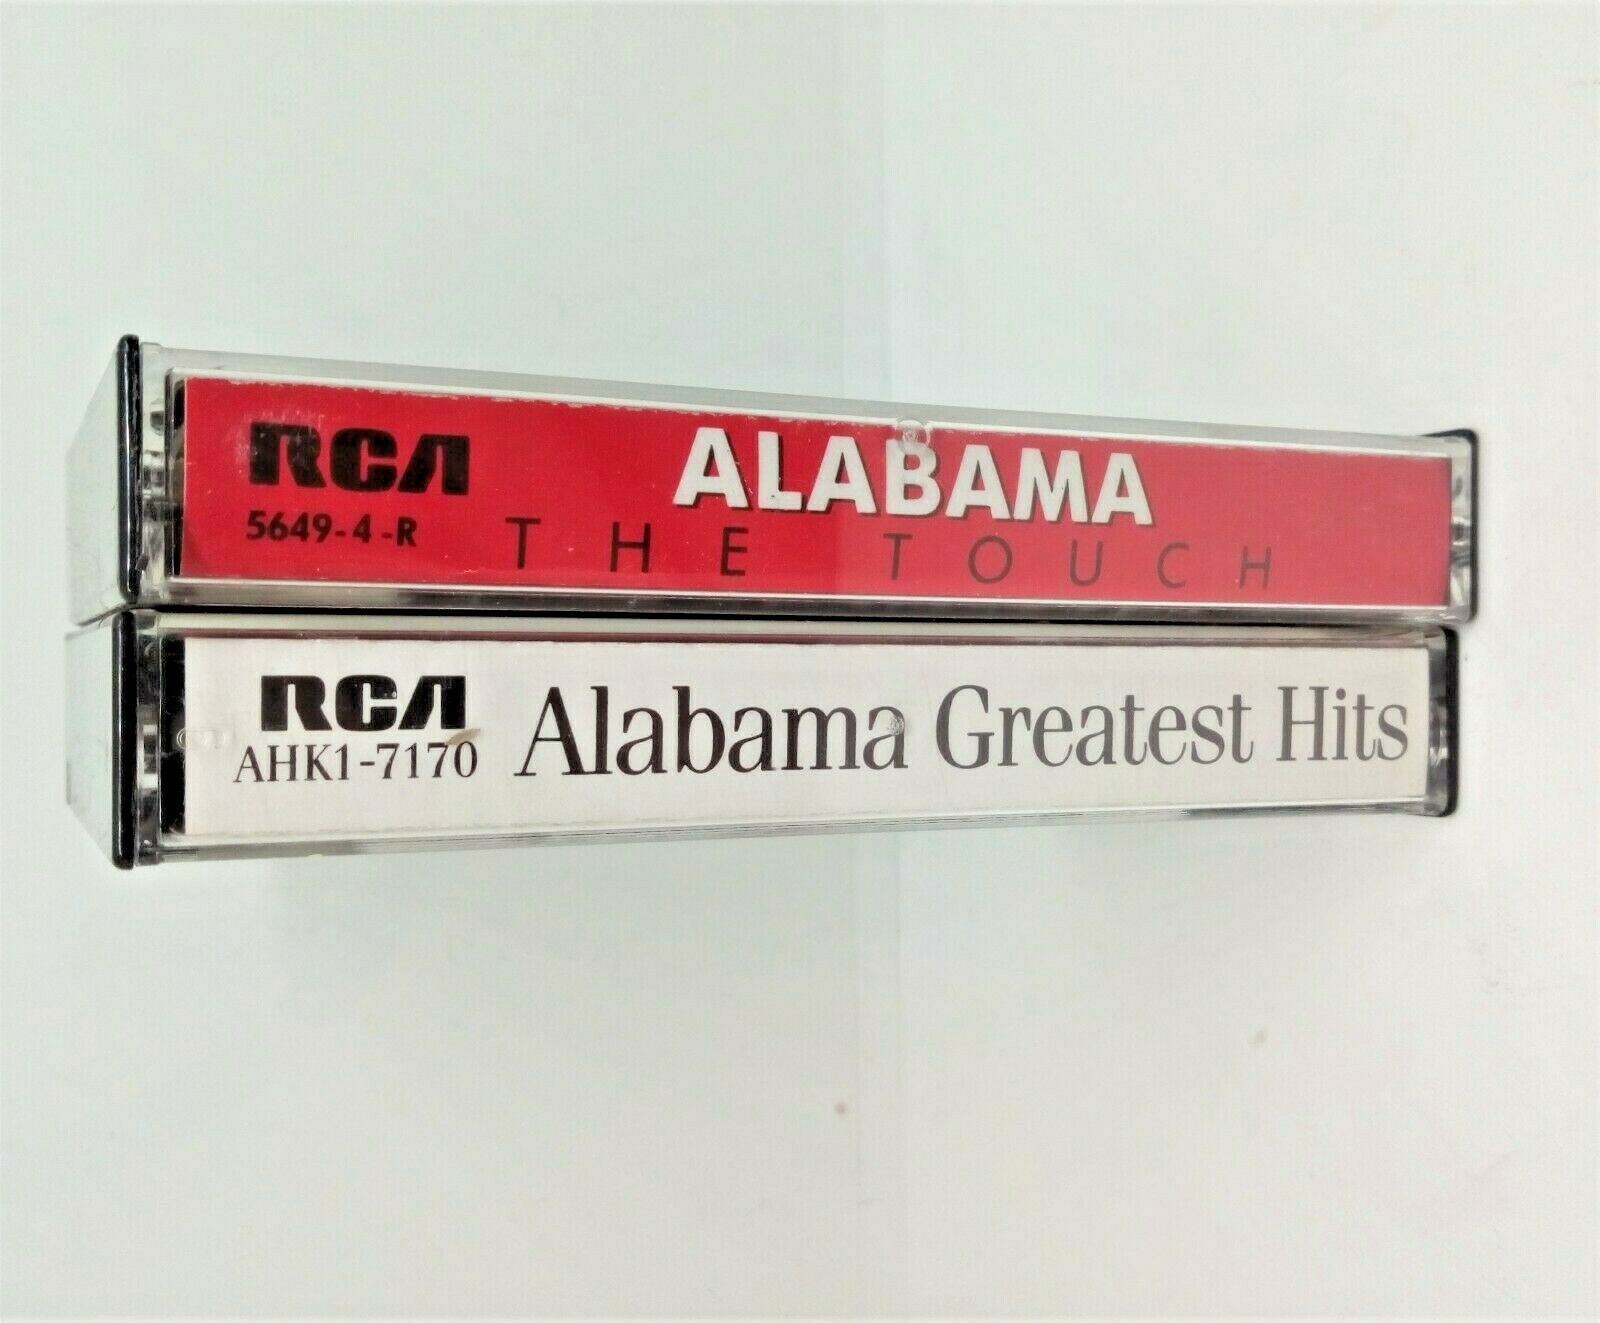 RCA ALABAMA
5649-4-R THE TOUCH
RCA Alabama Greatest Hits
AHK1-7170